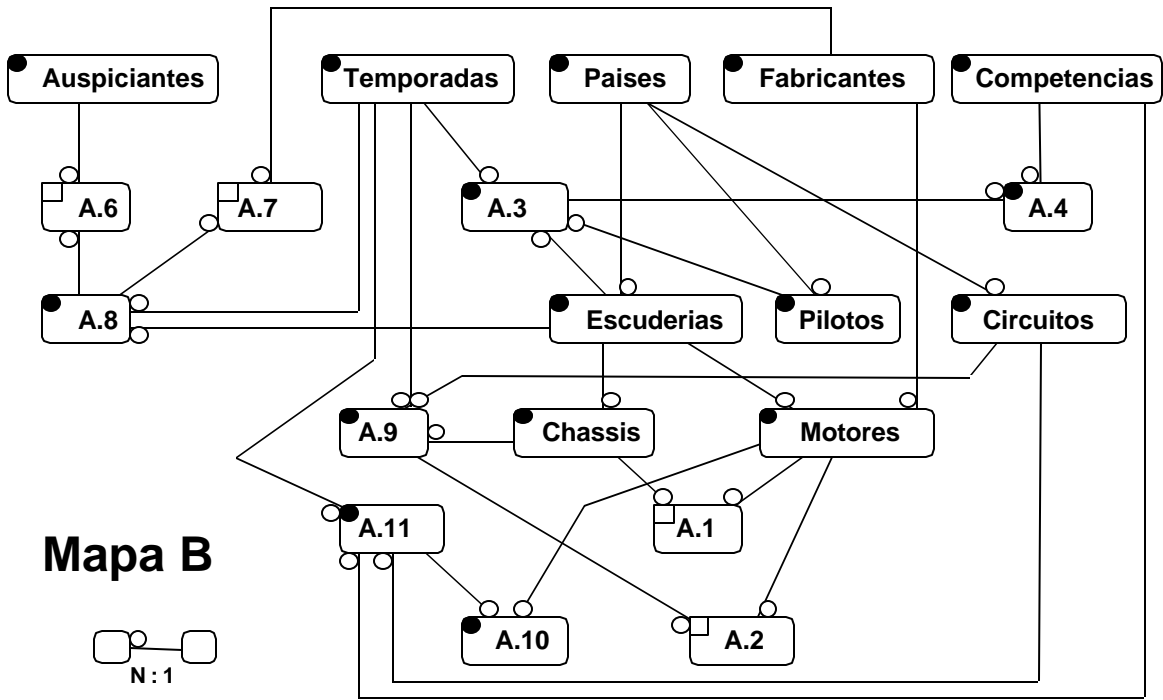 Auspiciantes
Temporadas
Paises
Fabricantes
Competencias
A.6
A.7
A.3
A.4
A.8
Escuderias
Pilotos
Circuitos
A.9
Chassis
Motores
A.11
A.1
Mapa B
A.10
A.2
N : 1